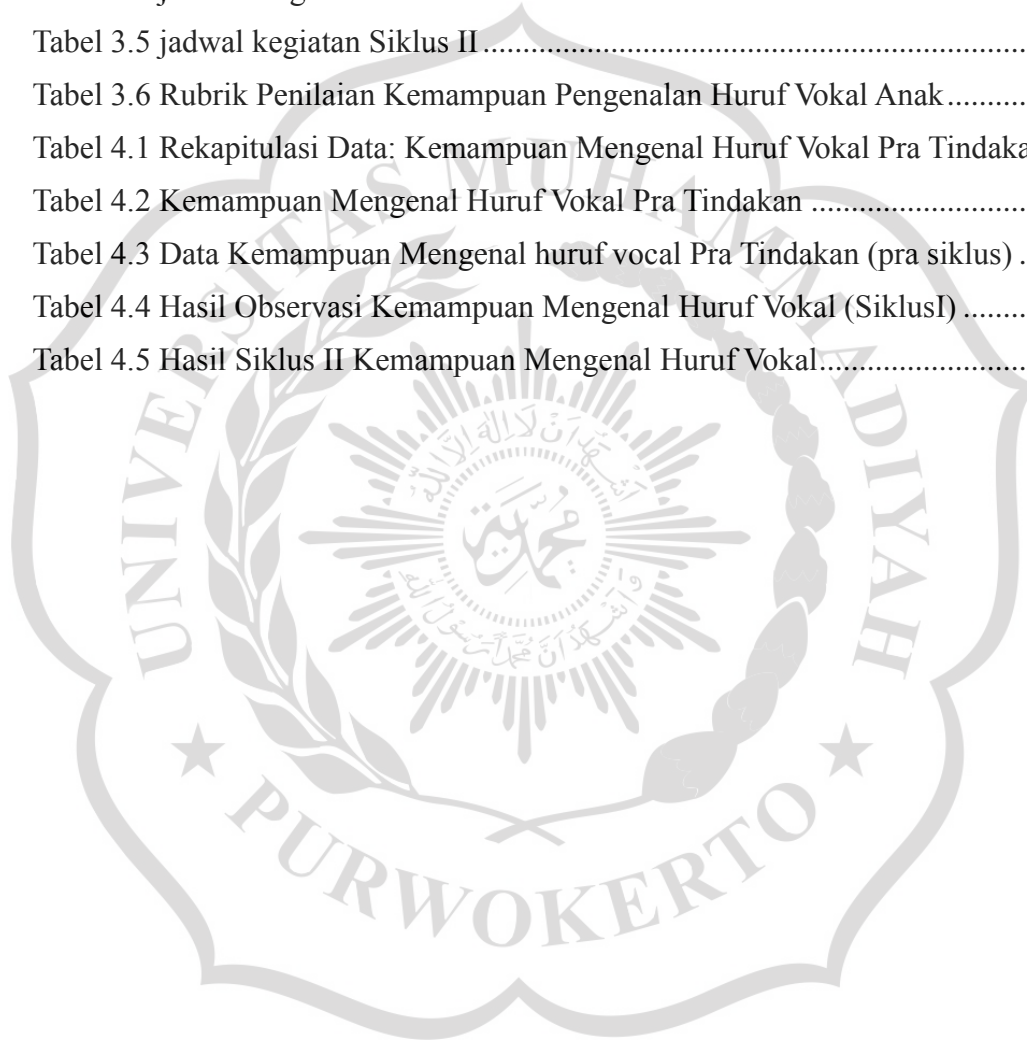 Tabel 3.5 jadwal kegiatan Siklus II ....................................................................
Tabel 3.6 Rubrik Penilaian Kemampuan Pengenalan Huruf Vokal Anak ..........
Tabel 4.1 Rekapitulasi Data: Kemampuan Mengenal Huruf Vokal Pra Tindaka
Tabel 4.2 Kemampuan Mengenal Huruf Vokal Pra Tindakan ...........................
Tabel 4.3 Data Kemampuan Mengenal huruf vocal Pra Tindakan (pra siklus) .
Tabel 4.4 Hasil Observasi Kemampuan Mengenal Huruf Vokal (SiklusI) ........
Tabel 4.5 Hasil Siklus II Kemampuan Mengenal Huruf Vokal..........................
UNIVERSITAS MUHAMMADIYAH
PURWOKERTO